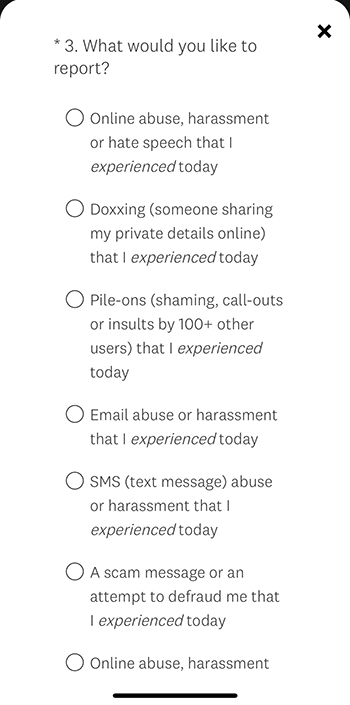 * 3. What would you like to
report?
Online abuse, harassment
or hate speech that I
experienced today
Doxxing (someone sharing
my private details online)
that I experienced today
Pile-ons (shaming, call-outs
or insults by 100+ other
users) that I experienced
today
Email abuse or harassment
that I experienced today
SMS (text message) abuse
or harassment that I
experienced today
A scam message or an
attempt to defraud me that
I experienced today
Online abuse, harassment